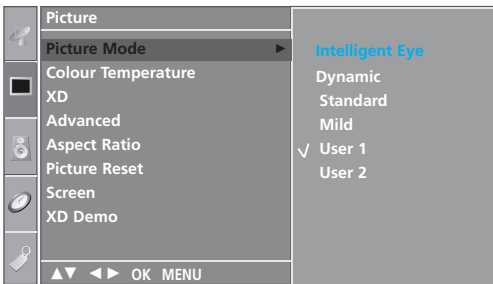 Picture
Picture Mode ►
Colour Temperature
XD
Advanced
Aspect Ratio
Picture Reset
Screen
XD Demo
▲▼ ◄► OK MENU
Intelligent Eye
Dynamic
Standard
Mild
√ User 1
User 2